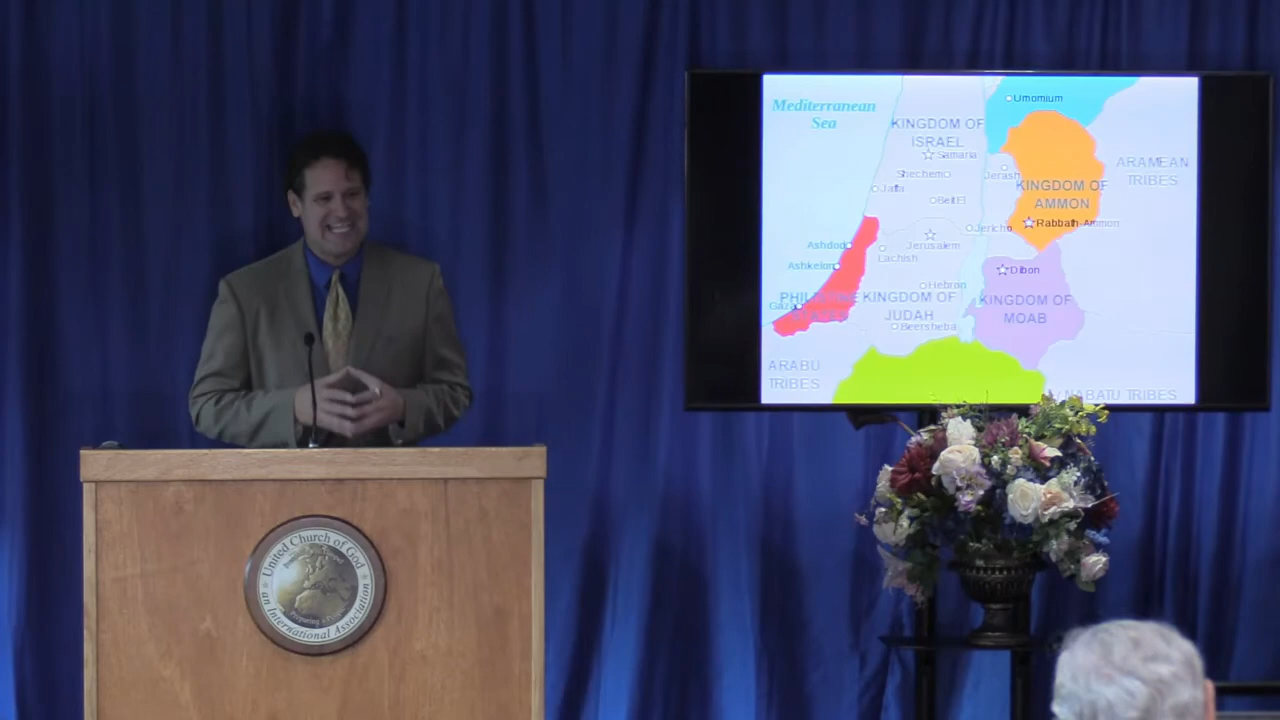 Mediterranean
Sea
Umomium
KINGDOM OF
ISRAEL
Samaria
ARAMEAN
TRIBES
Shechem
Jerash
Jaffa
KINGDOM OF
AMMON
BeitEl
Rabbath-Ammon
Jericho
Ashdod
Jerusalem
Lachish
Ashkelon
Dibon
Hebron
Gaza
KINGDOM OF
JUDAH
KINGDOM OF
MOAB
Beersheba
ARABU
TRIBES
NABATU TRIBES
United Church of God
an International Association